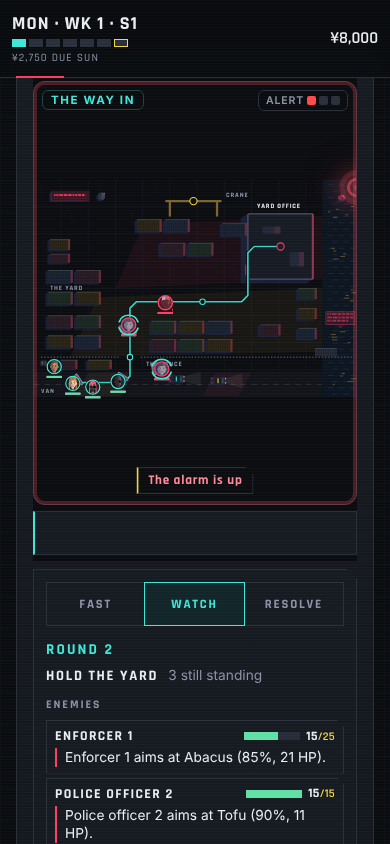 MON · WK 1 · S1
¥8,000
¥2,750 DUE SUN
THE WAY IN
ALERT
CRANE
YARD OFFICE
THE YARD
VAN
The alarm is up
FAST
WATCH
RESOLVE
ROUND 2
HOLD THE YARD 3 still standing
ENEMIES
ENFORCER 1
15/25
Enforcer 1 aims at Abacus (85%, 21 HP).
POLICE OFFICER 2
15/15
Police officer 2 aims at Tofu (90%, 11
HP).